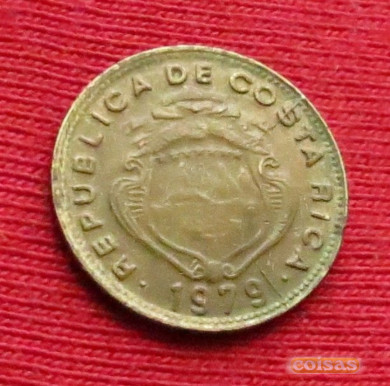 · REPUBLICA DE COSTA RICA ·
1979
coisas